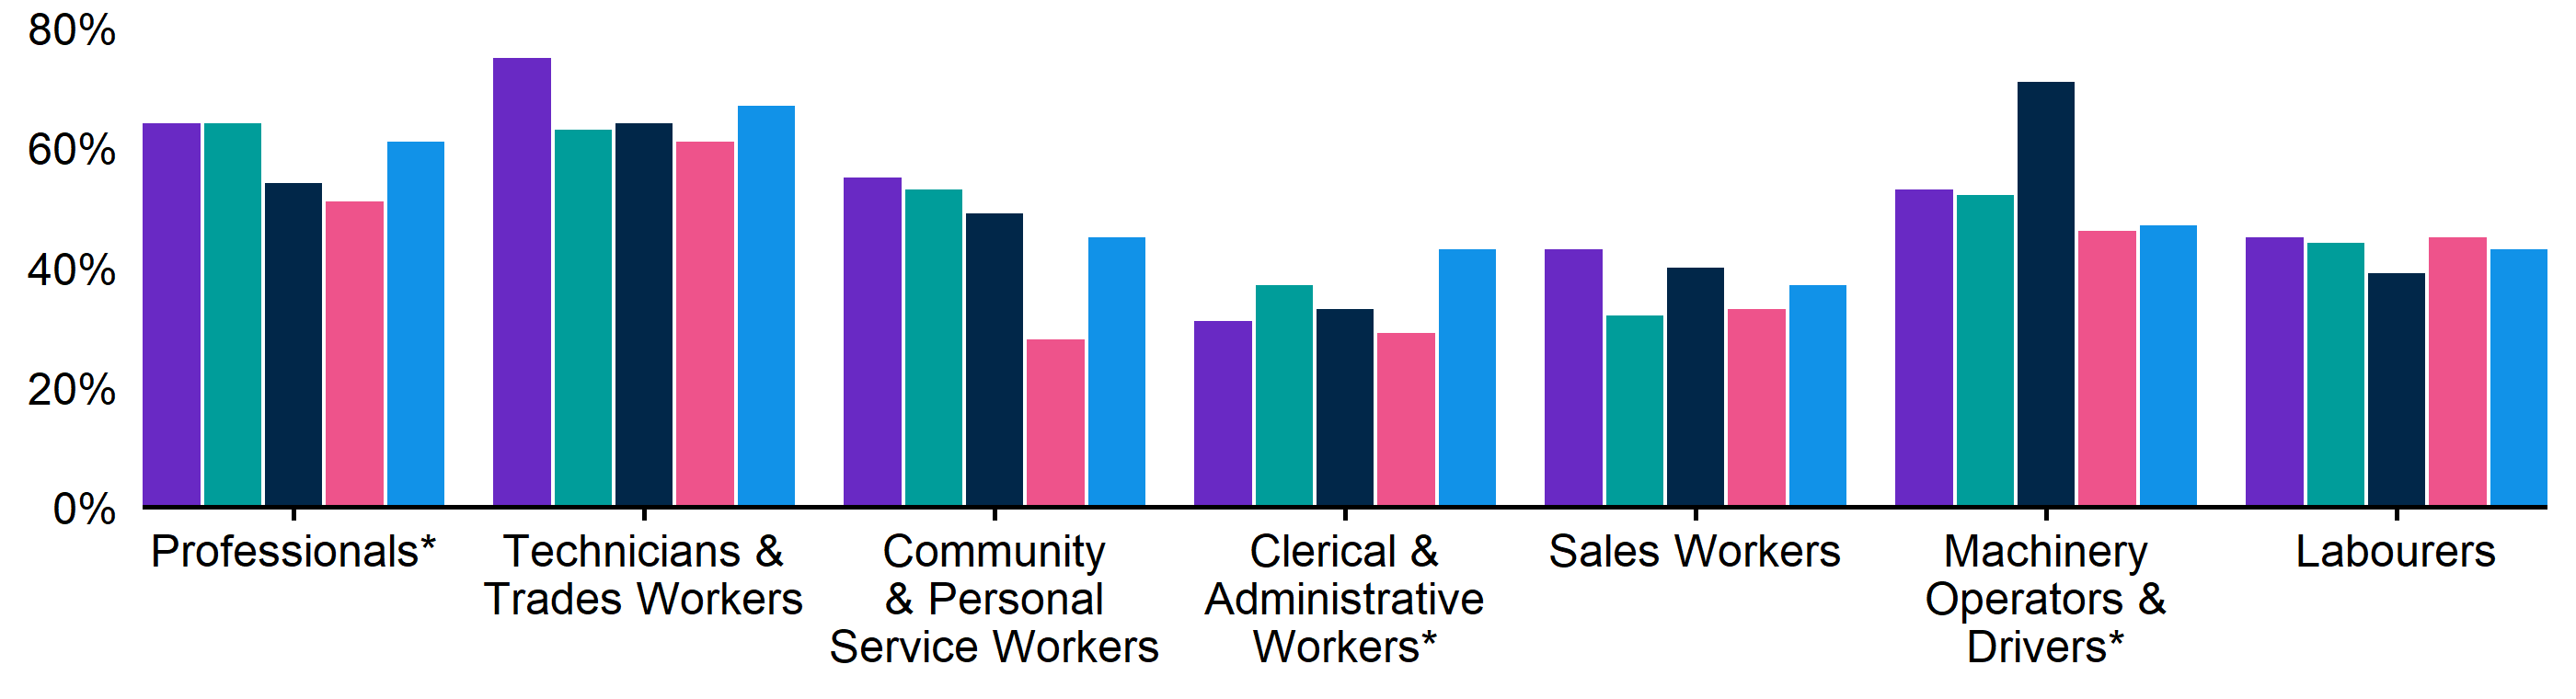 80%
60%
40%
20%
0%
Professionals*
Technicians &
Trades Workers
Community
& Personal
Service Workers
Clerical &
Administrative
Workers*
Sales Workers
Machinery
Operators &
Drivers*
Labourers